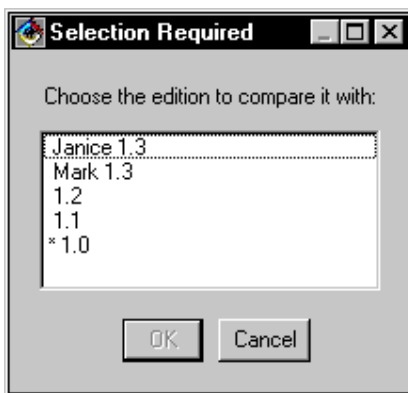 Selection Required
Choose the edition to compare it with:
Janice 1.3
Mark 1.3
1.2
1.1
* 1.0
OK Cancel